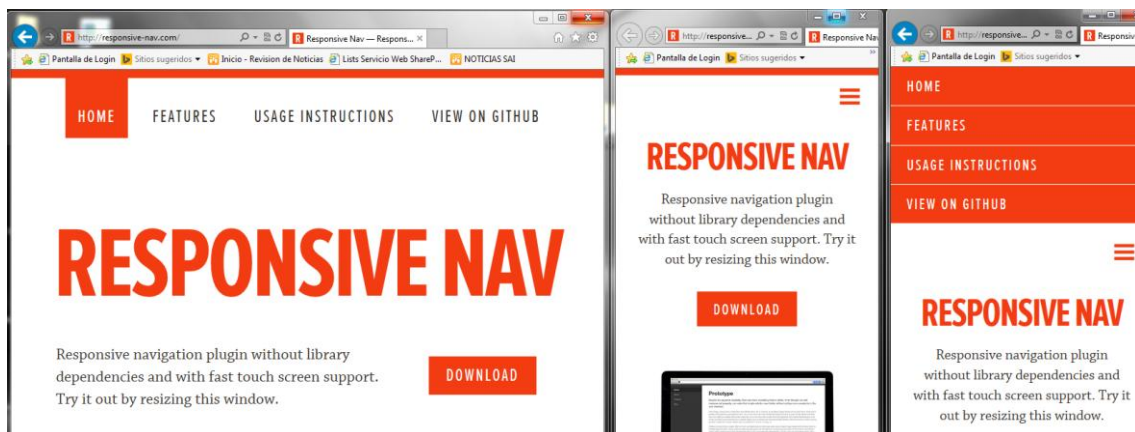 http://responsive-nav.com/
Responsive Nav — Respons...
Pantalla de Login
Sitios sugeridos
Inicio - Revision de Noticias
Lists Servicio Web ShareP...
NOTICIAS SAI
HOME
FEATURES
USAGE INSTRUCTIONS
VIEW ON GITHUB
RESPONSIVE NAV
Responsive navigation plugin without library
dependencies and with fast touch screen support.
Try it out by resizing this window.
DOWNLOAD
http://responsive...
Responsive Nav
Pantalla de Login
Sitios sugeridos
RESPONSIVE NAV
Responsive navigation plugin
without library dependencies and
with fast touch screen support. Try it
out by resizing this window.
DOWNLOAD
Prototype
http://responsive...
Responsiv
Pantalla de Login
Sitios sugeridos
HOME
FEATURES
USAGE INSTRUCTIONS
VIEW ON GITHUB
RESPONSIVE NAV
Responsive navigation plugin
without library dependencies and
with fast touch screen support. Try it
out by resizing this window.